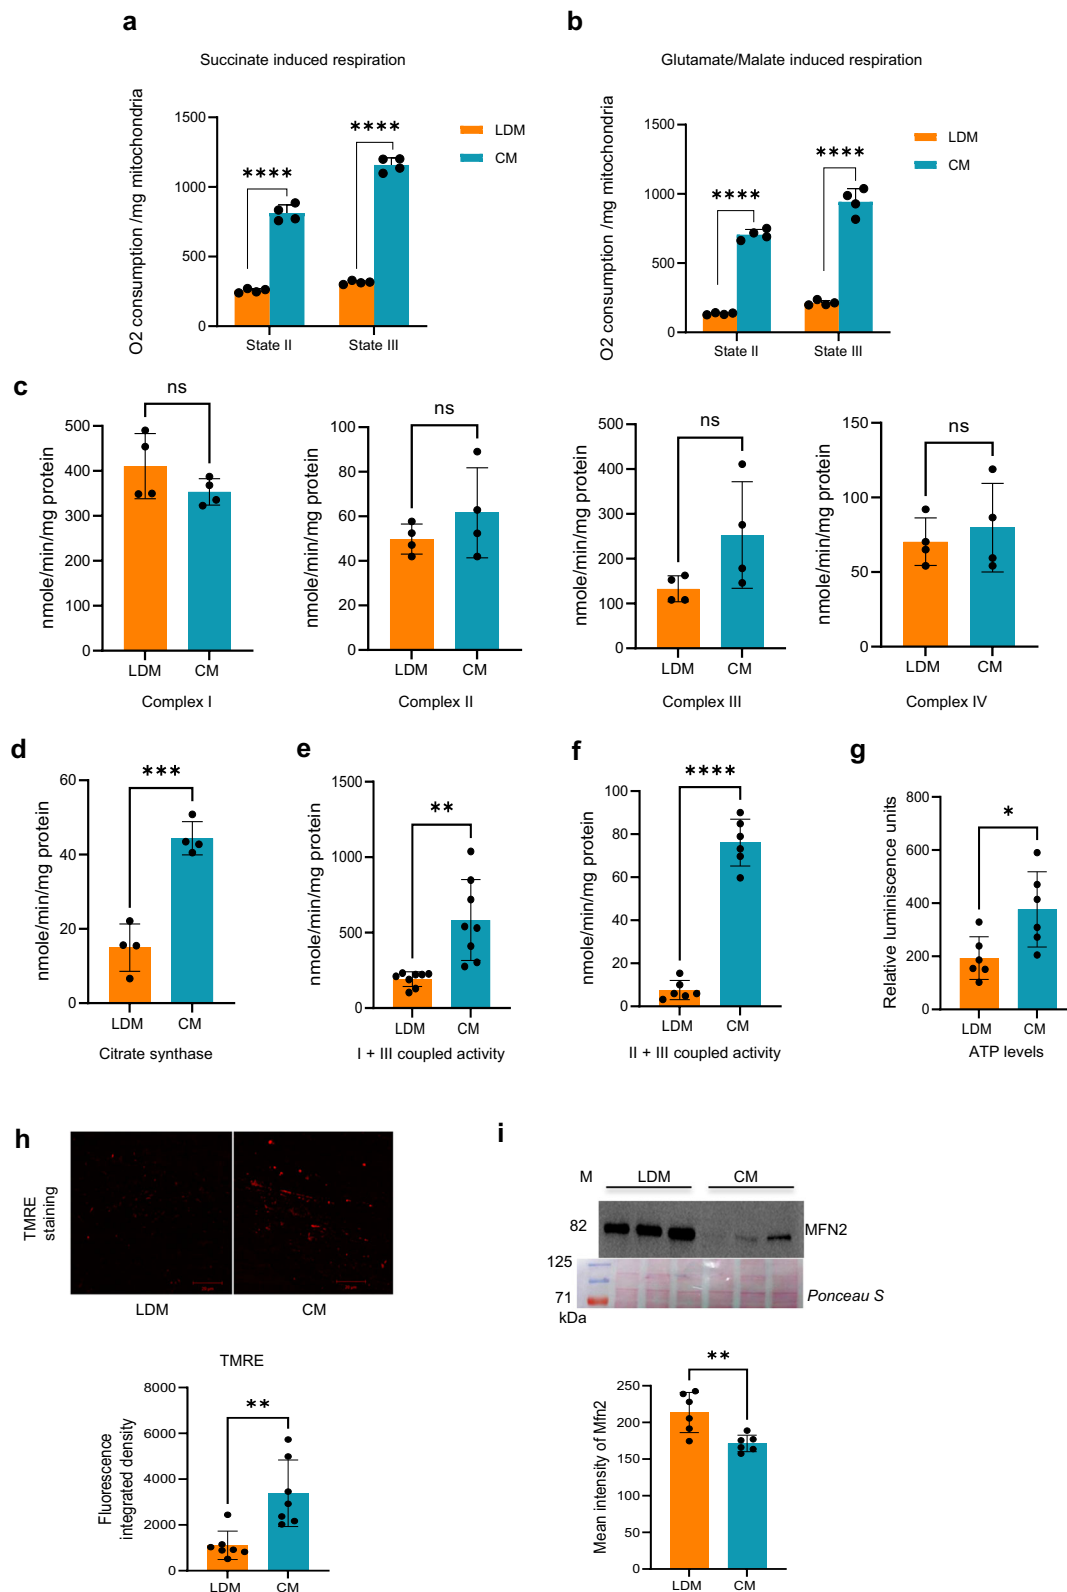 a
Succinate induced respiration
O2 consumption /mg mitochondria
1500
1000
500
0
****
****
State II
State III
LDM
CM
b
Glutamate/Malate induced respiration
O2 consumption /mg mitochondria
1500
1000
500
0
****
****
State II
State III
LDM
CM
c
nmole/min/mg protein
500
400
300
200
100
0
ns
LDM
CM
Complex I
nmole/min/mg protein
100
80
60
40
20
0
ns
LDM
CM
Complex II
nmole/min/mg protein
500
400
300
200
100
0
ns
LDM
CM
Complex III
nmole/min/mg protein
150
100
50
0
ns
LDM
CM
Complex IV
d
nmole/min/mg protein
60
40
20
0
***
LDM
CM
Citrate synthase
e
nmole/min/mg protein
1500
1000
500
0
**
LDM
CM
I + III coupled activity
f
nmole/min/mg protein
100
80
60
40
20
0
****
LDM
CM
II + III coupled activity
g
Relative luminiscence units
800
600
400
200
0
*
LDM
CM
ATP levels
h
TMRE
staining
LDM
CM
TMRE
Fluorescence
integrated density
8000
6000
4000
2000
0
**
LDM
CM
i
M
LDM
CM
82
MFN2
125
71
kDa
Ponceau S
Mean intensity of Mfn2
250
200
150
100
50
0
**
LDM
CM